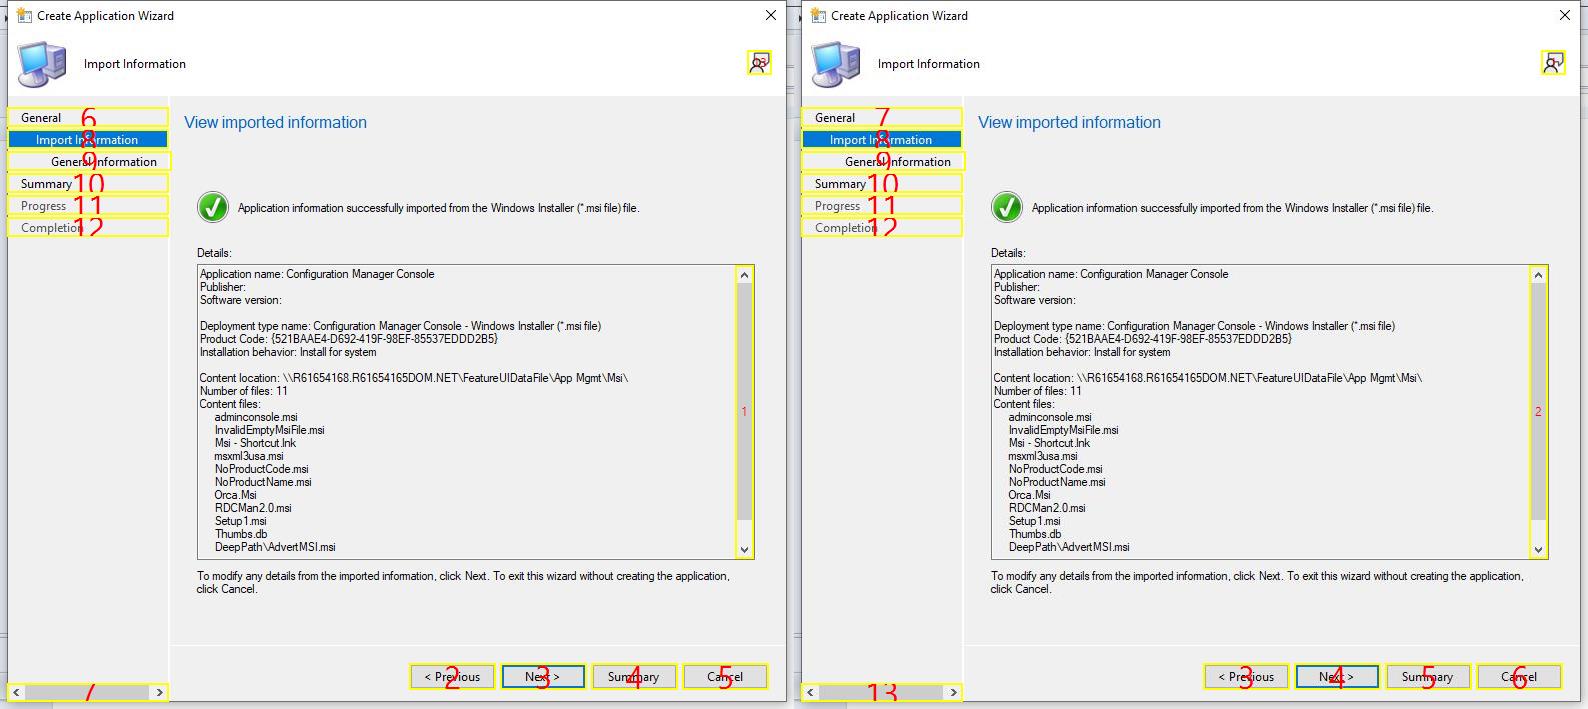 Create Application Wizard
Import Information
13
General 6
Import Information 8
General Information 9
Summary 10
Progress 11
Completion 12
View imported information
Application information successfully imported from the Windows Installer (*.msi file) file.
Details:
Application name: Configuration Manager Console
Publisher:
Software version:
Deployment type name: Configuration Manager Console - Windows Installer (*.msi file)
Product Code: {521BAAE4-D692-419F-98EF-85537EDDD2B5}
Installation behavior: Install for system
Content location: \\R61654168.R61654165DOM.NET\FeatureUIDataFile\App Mgmt\Msi\
Number of files: 11
Content files:
adminconsole.msi
InvalidEmptyMsiFile.msi
Msi - Shortcut.lnk
msxml3usa.msi
NoProductCode.msi
NoProductName.msi
Orca.Msi
RDCMan2.0.msi
Setup1.msi
Thumbs.db
DeepPath\AdvertMSI.msi
1
To modify any details from the imported information, click Next. To exit this wizard without creating the application,
click Cancel.
7
< Previous 2
Next > 3
Summary 4
Cancel 5
Create Application Wizard
Import Information
General 7
Import Information 8
General Information 9
Summary 10
Progress 11
Completion 12
View imported information
Application information successfully imported from the Windows Installer (*.msi file) file.
Details:
Application name: Configuration Manager Console
Publisher:
Software version:
Deployment type name: Configuration Manager Console - Windows Installer (*.msi file)
Product Code: {521BAAE4-D692-419F-98EF-85537EDDD2B5}
Installation behavior: Install for system
Content location: \\R61654168.R61654165DOM.NET\FeatureUIDataFile\App Mgmt\Msi\
Number of files: 11
Content files:
adminconsole.msi
InvalidEmptyMsiFile.msi
Msi - Shortcut.lnk
msxml3usa.msi
NoProductCode.msi
NoProductName.msi
Orca.Msi
RDCMan2.0.msi
Setup1.msi
Thumbs.db
DeepPath\AdvertMSI.msi
2
To modify any details from the imported information, click Next. To exit this wizard without creating the application,
click Cancel.
13
< Previous 3
Next > 4
Summary 5
Cancel 6